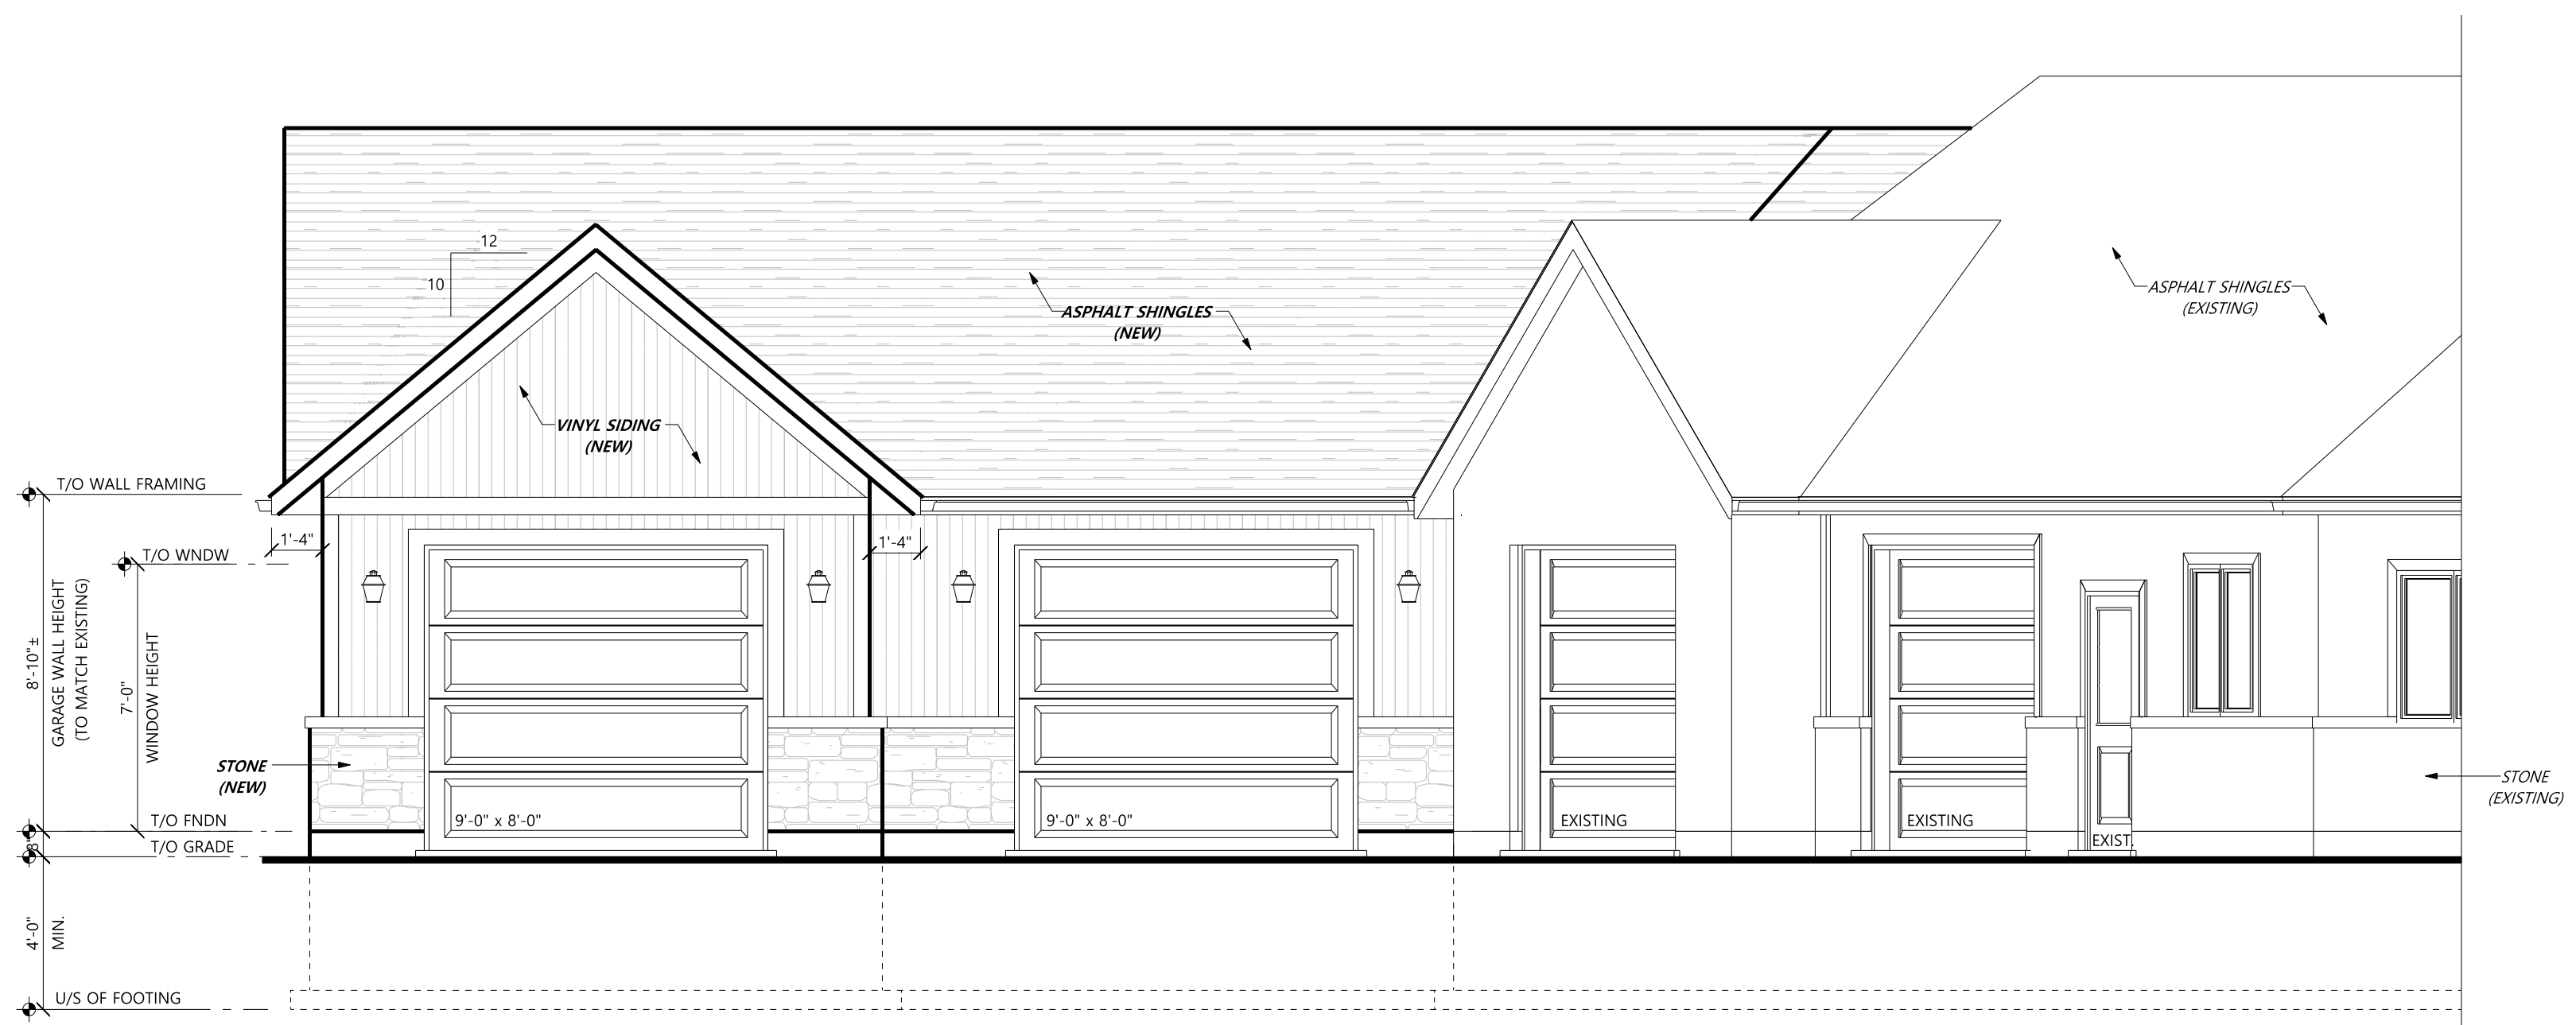 12
10
ASPHALT SHINGLES
(NEW)
ASPHALT SHINGLES
(EXISTING)
VINYL SIDING
(NEW)
T/O WALL FRAMING
1'-4"
1'-4"
T/O WNDW
8'-10"±
GARAGE WALL HEIGHT
(TO MATCH EXISTING)
7'-0"
WINDOW HEIGHT
STONE
(NEW)
STONE
(EXISTING)
T/O FNDN
9'-0" x 8'-0"
9'-0" x 8'-0"
EXISTING
EXISTING
EXIST.
8"
T/O GRADE
4'-0"
MIN.
U/S OF FOOTING